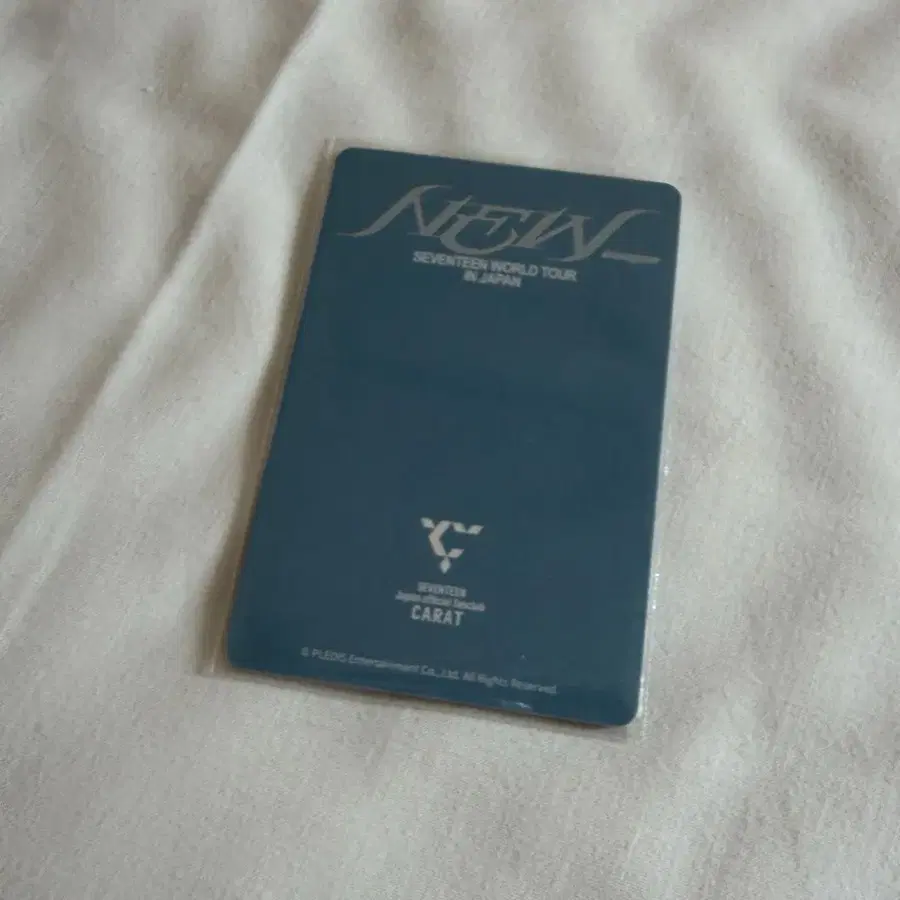 NEW_
SEVENTEEN WORLD TOUR
IN JAPAN
SEVENTEEN
Japan official fanclub
CARAT
© PLEDIS Entertainment Co., Ltd. All Rights Reserved.